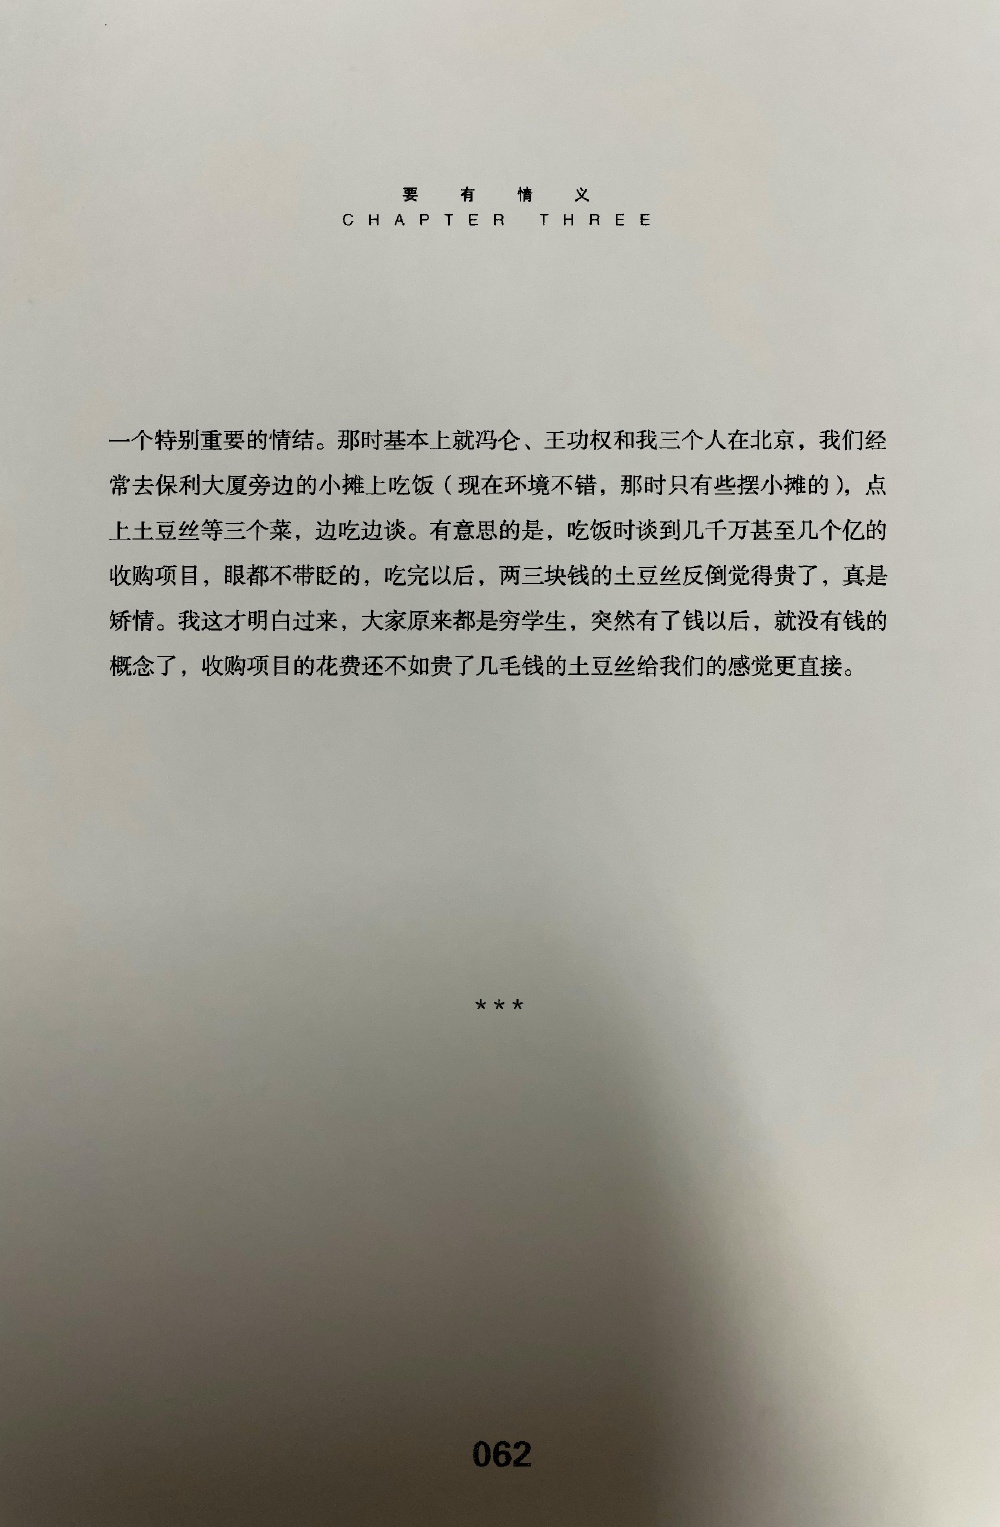 要有情义
CHAPTER THREE
一个特别重要的情结。那时基本上就冯仑、王功权和我三个人在北京，我们经
常去保利大厦旁边的小摊上吃饭（现在环境不错，那时只有些摆小摊的），点
上土豆丝等三个菜，边吃边谈。有意思的是，吃饭时谈到几千万甚至几个亿的
收购项目，眼都不带眨的，吃完以后，两三块钱的土豆丝反倒觉得贵了，真是
矫情。我这才明白过来，大家原来都是穷学生，突然有了钱以后，就没有钱的
概念了，收购项目的花费还不如贵了几毛钱的土豆丝给我们的感觉更直接。
***
062